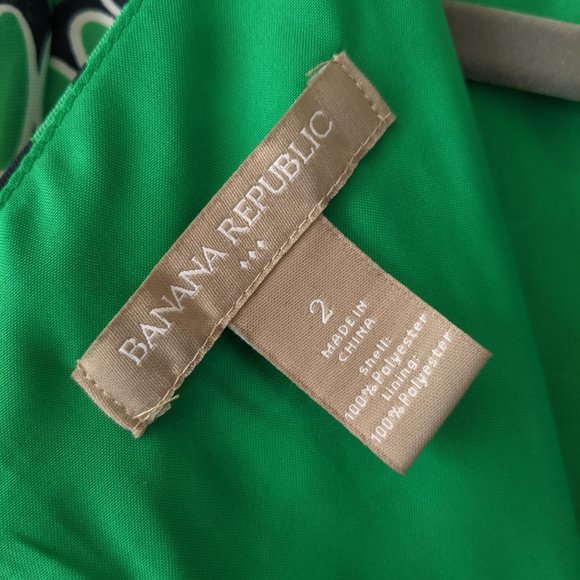 BANANA REPUBLIC
2
MADE IN
CHINA
Shell:
100% Polyester
Lining:
100% Polyester